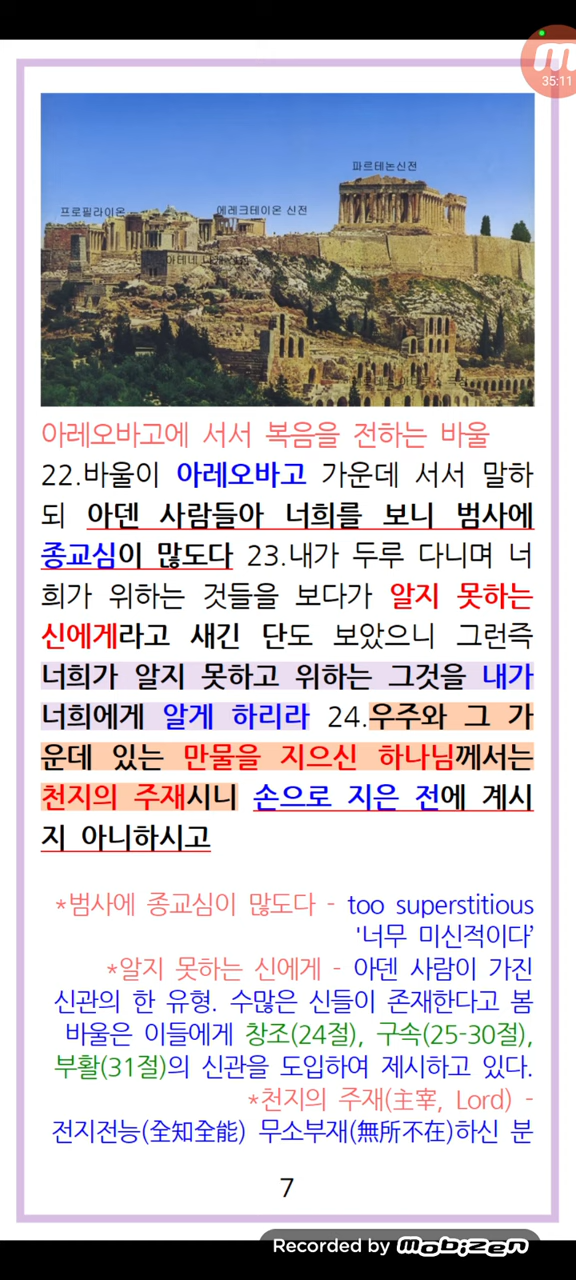 35:11
파르테논신전
프로필라이온
에레크테이온 신전
아레오바고에 서서 복음을 전하는 바울
22.바울이 아레오바고 가운데 서서 말하
되 아덴 사람들아 너희를 보니 범사에
종교심이 많도다 23.내가 두루 다니며 너
희가 위하는 것들을 보다가 알지 못하는
신에게라고 새긴 단도 보았으니 그런즉
너희가 알지 못하고 위하는 그것을 내가
너희에게 알게 하리라 24.우주와 그 가
운데 있는 만물을 지으신 하나님께서는
천지의 주재시니 손으로 지은 전에 계시
지 아니하시고
*범사에 종교심이 많도다 - too superstitious
'너무 미신적이다’
*알지 못하는 신에게 - 아덴 사람이 가진
신관의 한 유형. 수많은 신들이 존재한다고 봄
바울은 이들에게 창조(24절), 구속(25-30절),
부활(31절)의 신관을 도입하여 제시하고 있다.
*천지의 주재(主宰, Lord) -
전지전능(全知全能) 무소부재(無所不在)하신 분
7
Recorded by mobizen